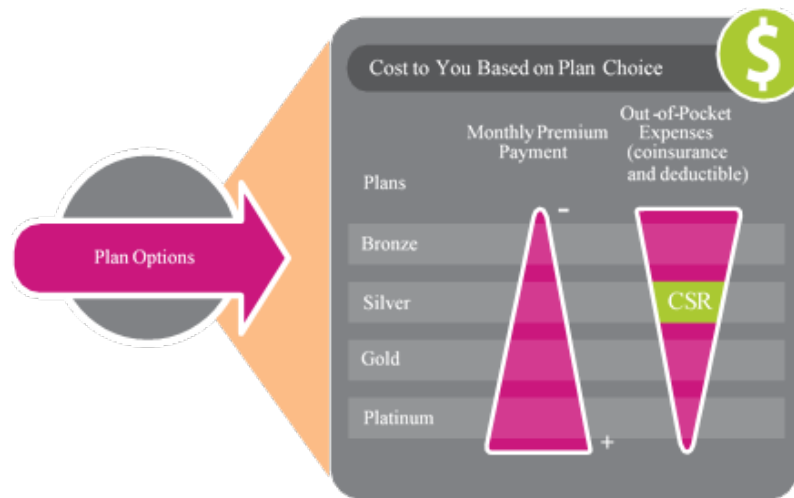 $
Cost to You Based on Plan Choice
Monthly Premium
Payment
Out-of-Pocket
Expenses
(coinsurance
and deductible)
Plans
-
Bronze
Plan Options
Silver
CSR
Gold
Platinum
+